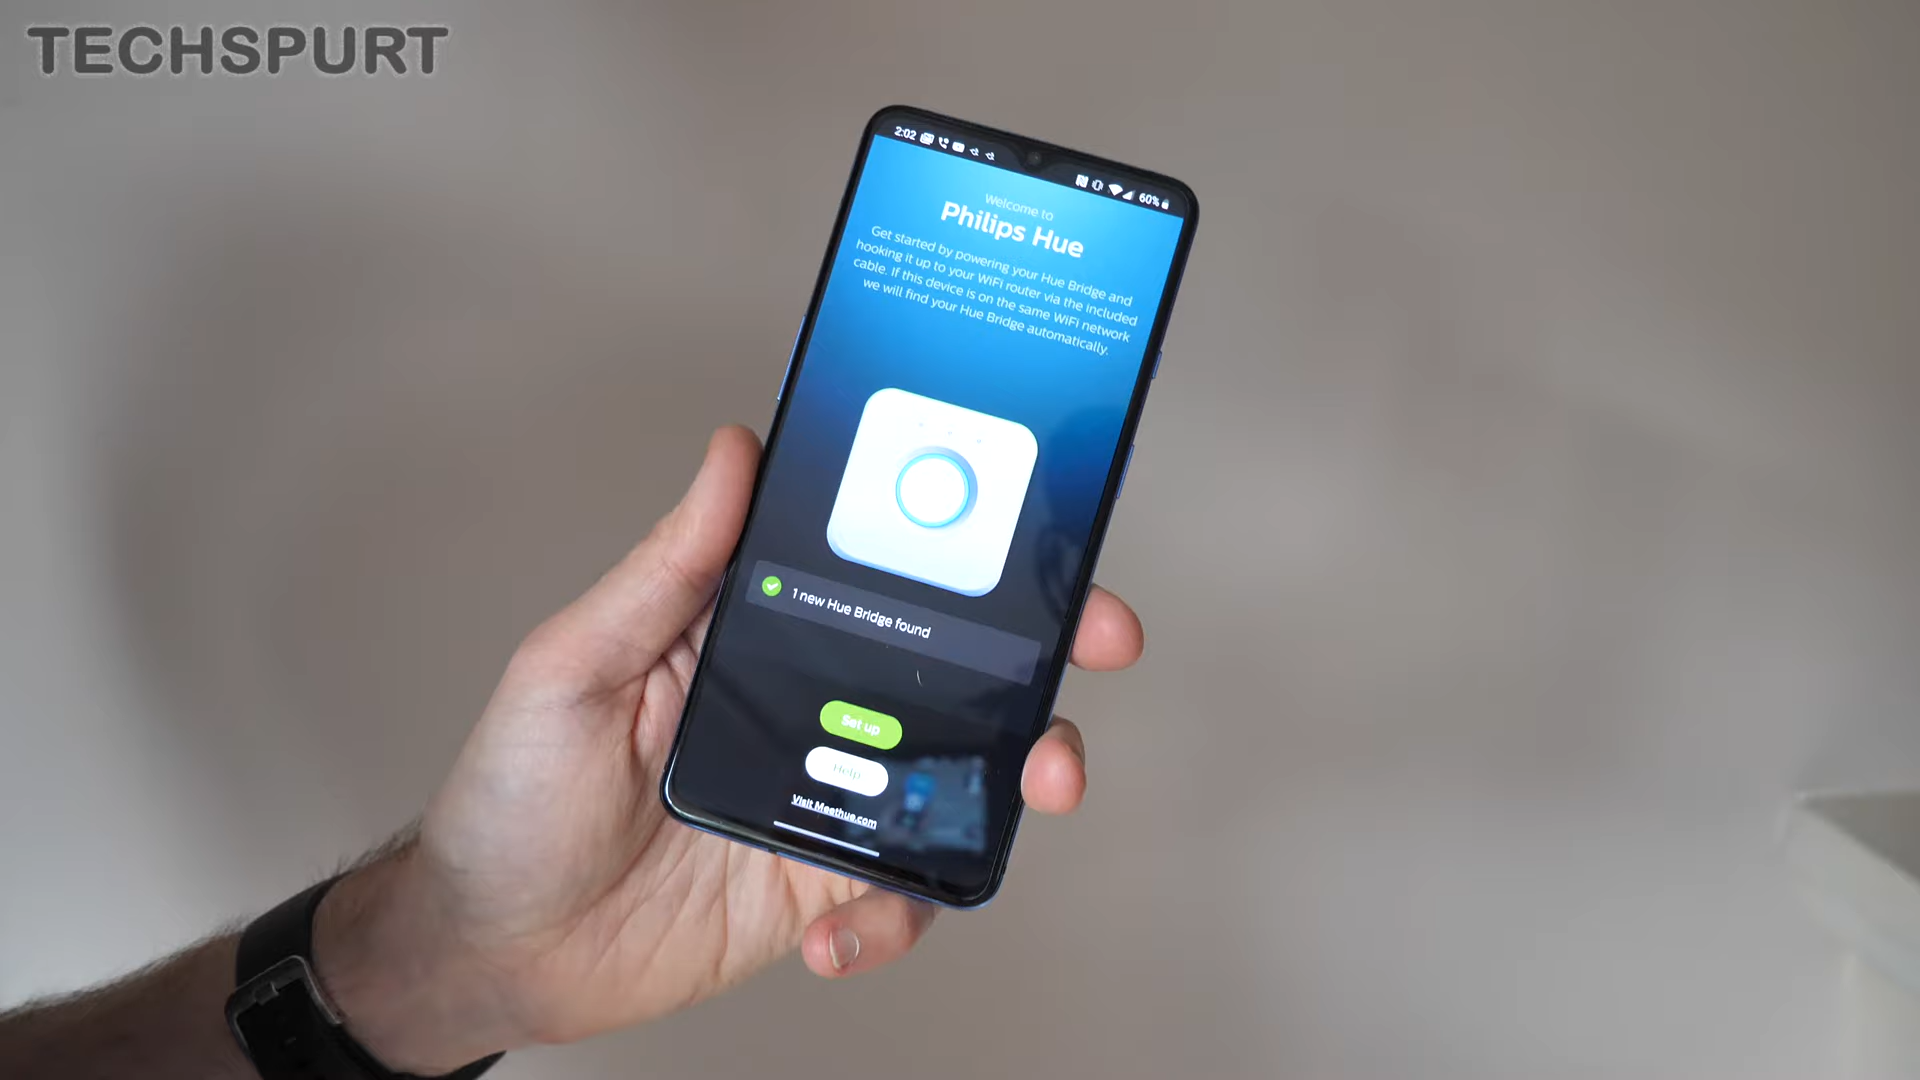 TECHSPURT
2:02
60%
Welcome to
Philips Hue
Get started by powering your Hue Bridge and
hooking it up to your WiFi router via the included
cable. If this device is on the same WiFi network
we will find your Hue Bridge automatically.
1 new Hue Bridge found
Set up
Help
Visit Meethue.com